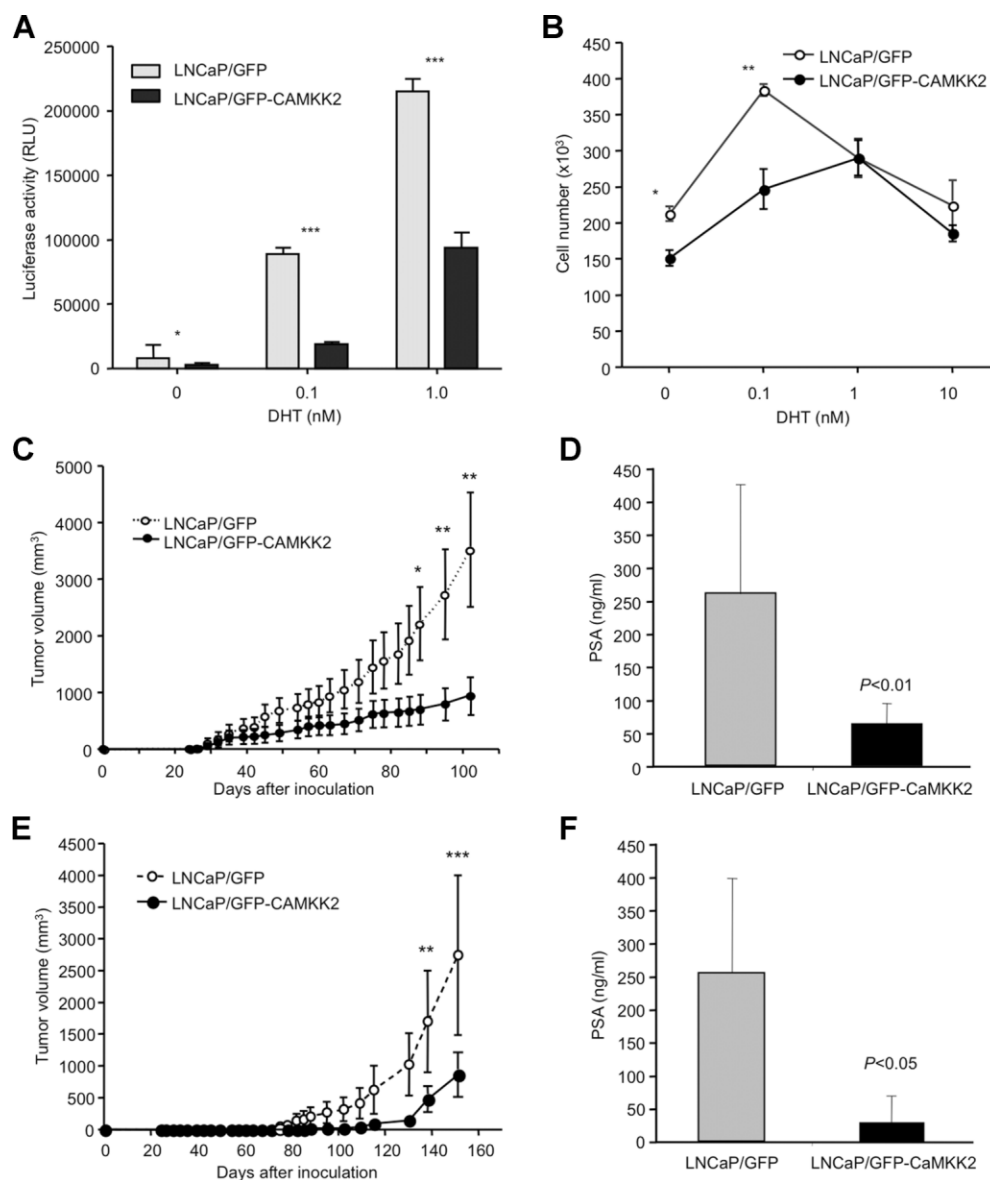 A
250000
200000
150000
100000
50000
0
Luciferase activity (RLU)
LNCaP/GFP
LNCaP/GFP-CAMKK2
*
***
***
0
0.1
1.0
DHT (nM)
B
450
400
350
300
250
200
150
100
50
0
Cell number (x10³)
LNCaP/GFP
LNCaP/GFP-CAMKK2
*
**
0
0.1
1
10
DHT (nM)
C
5000
4000
3000
2000
1000
0
Tumor volume (mm³)
LNCaP/GFP
LNCaP/GFP-CAMKK2
*
**
**
0
20
40
60
80
100
Days after inoculation
D
450
400
350
300
250
200
150
100
50
0
PSA (ng/ml)
P<0.01
LNCaP/GFP
LNCaP/GFP-CaMKK2
E
4500
4000
3500
3000
2500
2000
1500
1000
500
0
Tumor volume (mm³)
LNCaP/GFP
LNCaP/GFP-CAMKK2
**
***
0
20
40
60
80
100
120
140
160
Days after inoculation
F
450
400
350
300
250
200
150
100
50
0
PSA (ng/ml)
P<0.05
LNCaP/GFP
LNCaP/GFP-CaMKK2